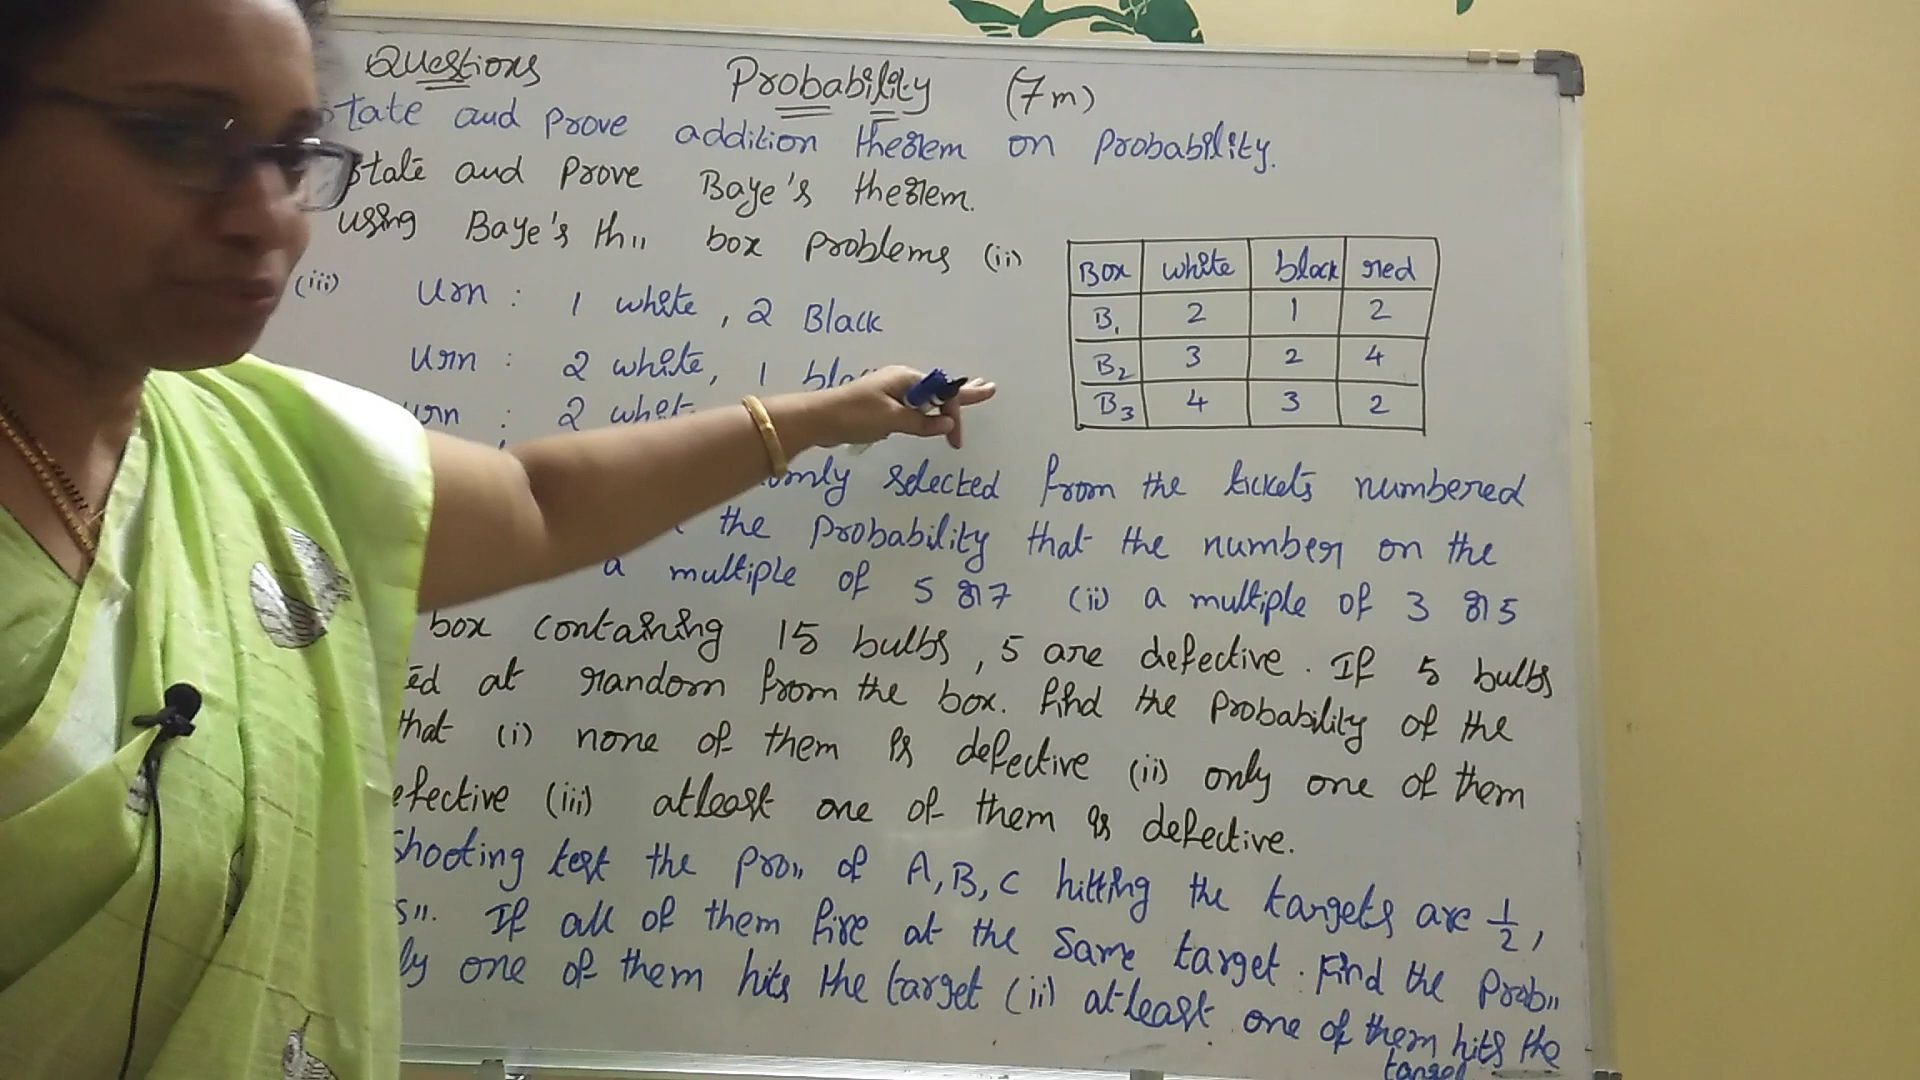 Questions Probability (7m)
State and prove addition theorem on probability.
State and prove Baye's theorem.
using Baye's th,, box problems (ii)
Box white black red
B1 2 1 2
B2 3 2 4
B3 4 3 2
(iii) Urn : 1 white, 2 Black
Urn : 2 white, 1
urn : 2
selected from the tickets numbered
the probability that the number on the
a multiple of 5 or 7 (ii) a multiple of 3 or 5
box containing 15 bulbs, 5 are defective. If 5 bulbs
at random from the box. find the probability of the
that (i) none of them is defective (ii) only one of them
defective (iii) atleast one of them is defective.
Shooting test the pro,, of A, B, C hitting the targets are 1/2,
If all of them fire at the same target. Find the Prob,,
one of them hits the target (ii) atleast one of them hits the
target